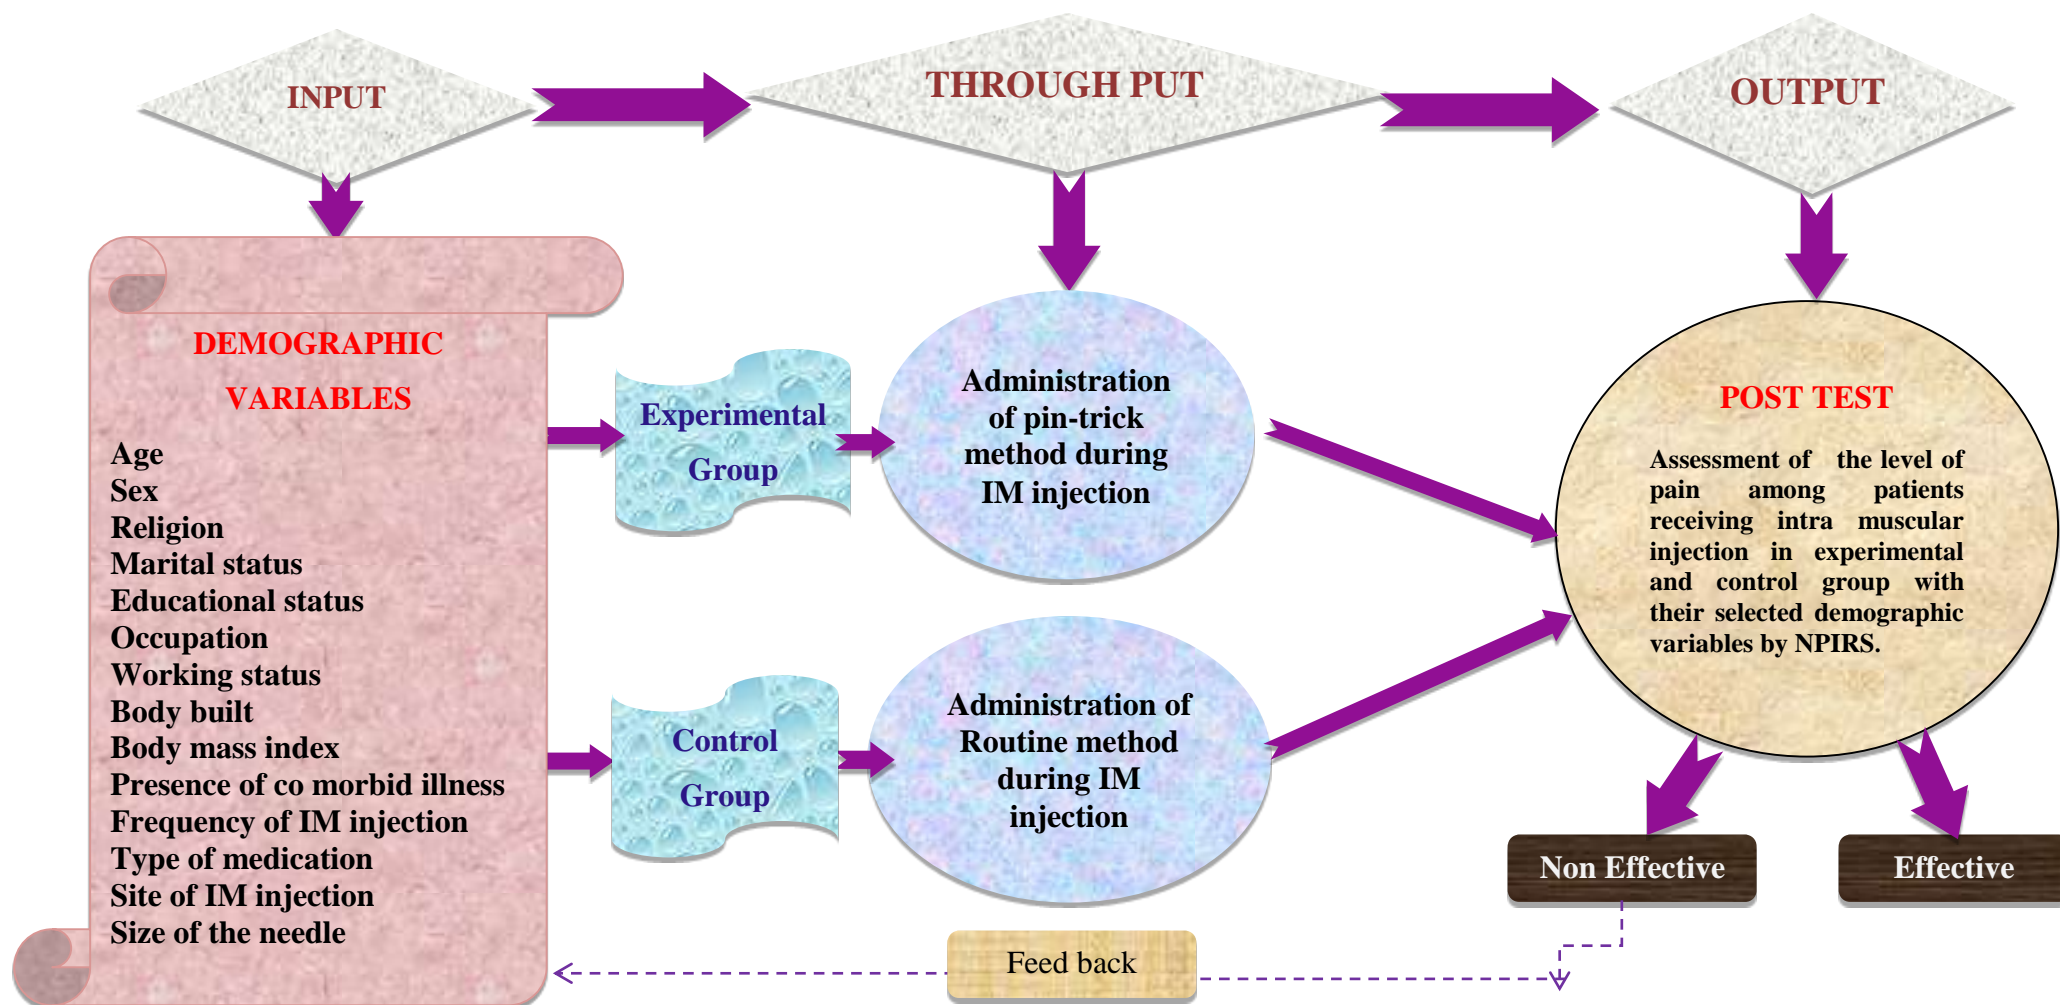 INPUT
THROUGH PUT
OUTPUT
DEMOGRAPHIC
VARIABLES
Age
Sex
Religion
Marital status
Educational status
Occupation
Working status
Body built
Body mass index
Presence of co morbid illness
Frequency of IM injection
Type of medication
Site of IM injection
Size of the needle
Experimental
Group
Administration
of pin-trick
method during
IM injection
Control
Group
Administration of
Routine method
during IM
injection
POST TEST
Assessment of the level of
pain among patients
receiving intra muscular
injection in experimental
and control group with
their selected demographic
variables by NPIRS.
Non Effective
Effective
Feed back